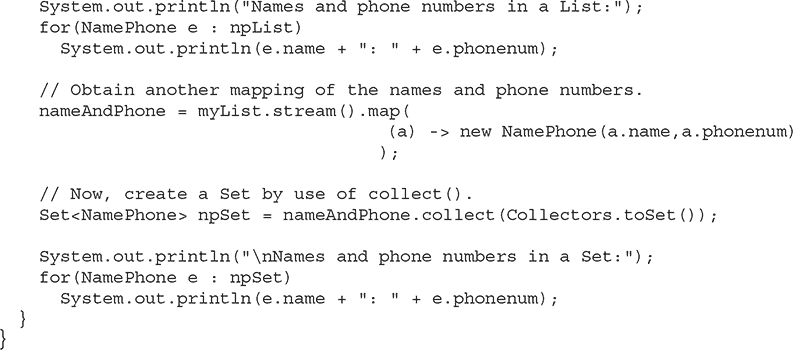 System.out.println("Names and phone numbers in a List:");
for(NamePhone e : npList)
System.out.println(e.name + ": " + e.phonenum);
// Obtain another mapping of the names and phone numbers.
nameAndPhone = myList.stream().map(
(a) -> new NamePhone(a.name,a.phonenum)
);
// Now, create a Set by use of collect().
Set<NamePhone> npSet = nameAndPhone.collect(Collectors.toSet());
System.out.println("\nNames and phone numbers in a Set:");
for(NamePhone e : npSet)
System.out.println(e.name + ": " + e.phonenum);
}
}